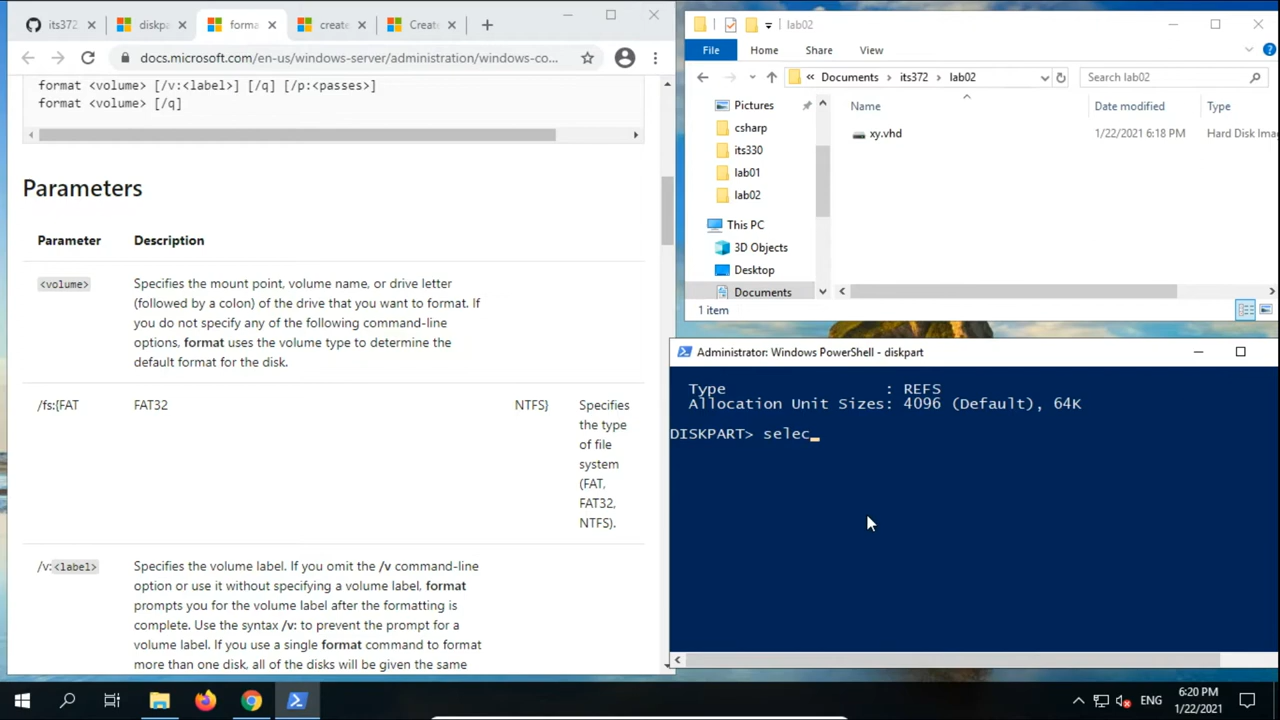 its372
diskpa
forma
create
Create
docs.microsoft.com/en-us/windows-server/administration/windows-co...
format <volume> [/v:<label>] [/q] [/p:<passes>]
format <volume> [/q]
Parameters
Parameter Description
<volume> Specifies the mount point, volume name, or drive letter
(followed by a colon) of the drive that you want to format. If
you do not specify any of the following command-line
options, format uses the volume type to determine the
default format for the disk.
/fs:{FAT FAT32 NTFS} Specifies
the type
of file
system
(FAT,
FAT32,
NTFS).
/v:<label> Specifies the volume label. If you omit the /v command-line
option or use it without specifying a volume label, format
prompts you for the volume label after the formatting is
complete. Use the syntax /v: to prevent the prompt for a
volume label. If you use a single format command to format
more than one disk, all of the disks will be given the same
lab02
File Home Share View
« Documents > its372 > lab02
Search lab02
Pictures
csharp
its330
lab01
lab02
This PC
3D Objects
Desktop
Documents
Name Date modified Type
xy.vhd 1/22/2021 6:18 PM Hard Disk Ima
1 item
Administrator: Windows PowerShell - diskpart
Type : REFS
Allocation Unit Sizes: 4096 (Default), 64K
DISKPART> selec_
ENG
6:20 PM
1/22/2021